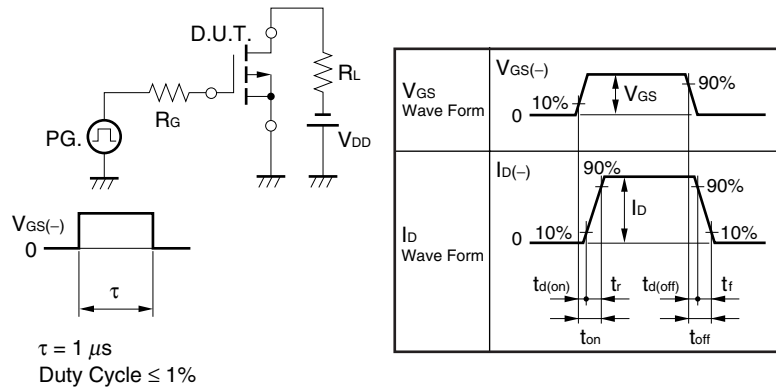 D.U.T.
RL
RG
PG.
VDD
VGS(−)
0
τ
τ = 1 μs
Duty Cycle ≤ 1%
VGS
Wave Form
VGS(−)
10%
0
VGS
90%
ID
Wave Form
ID(−)
90%
90%
ID
10%
0
10%
td(on)
tr
td(off)
tf
ton
toff